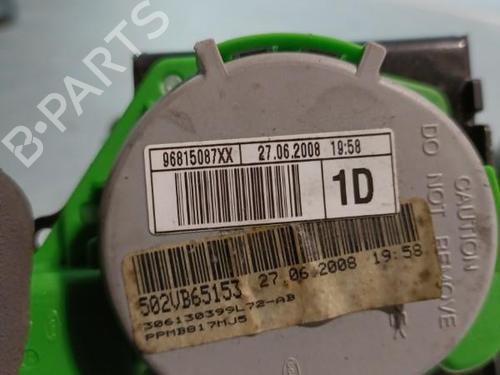 96815087XX 27.06.2008 19:58
1D
502VB65153 27.06.2008 19:58
306130399L72-AB
PPMB817MJ5
CAUTION
DO NOT REMOVE